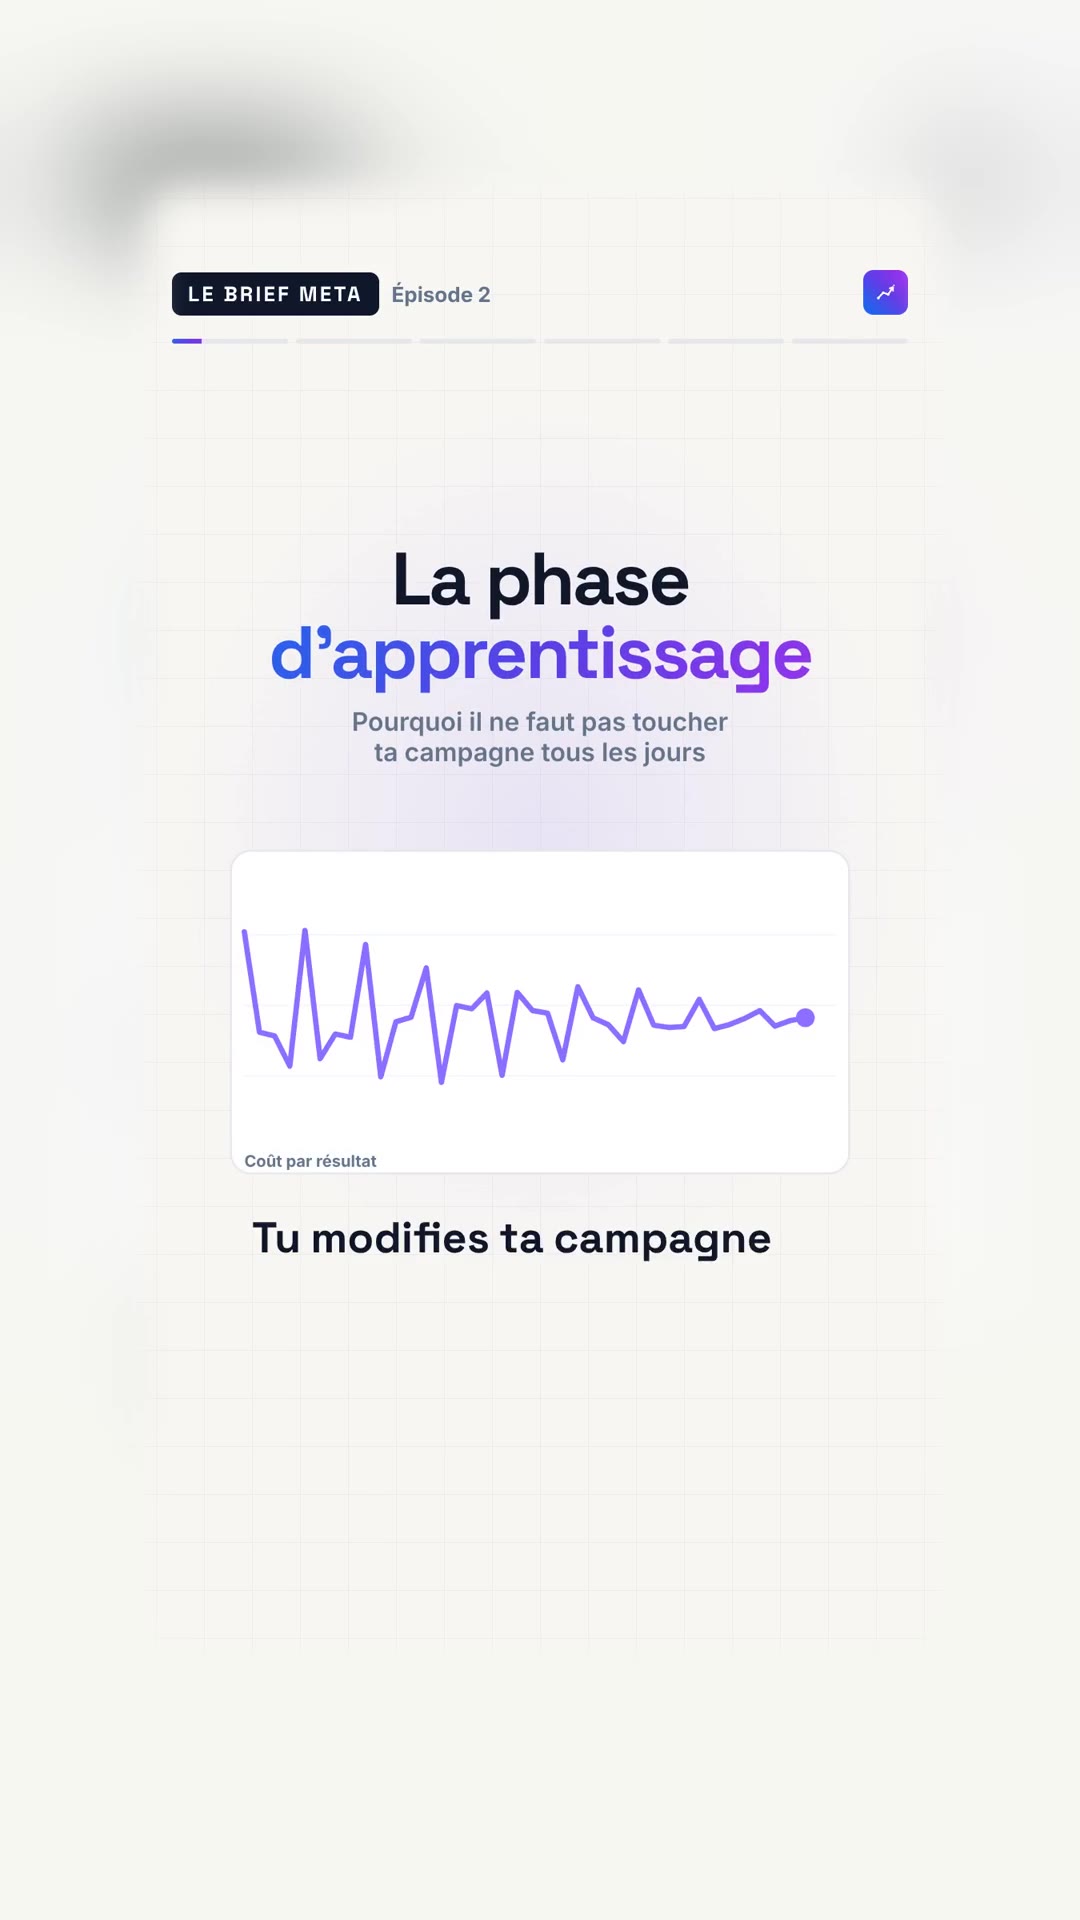 LE BRIEF META Épisode 2
La phase
d’apprentissage
Pourquoi il ne faut pas toucher
ta campagne tous les jours
Coût par résultat
Tu modifies ta campagne